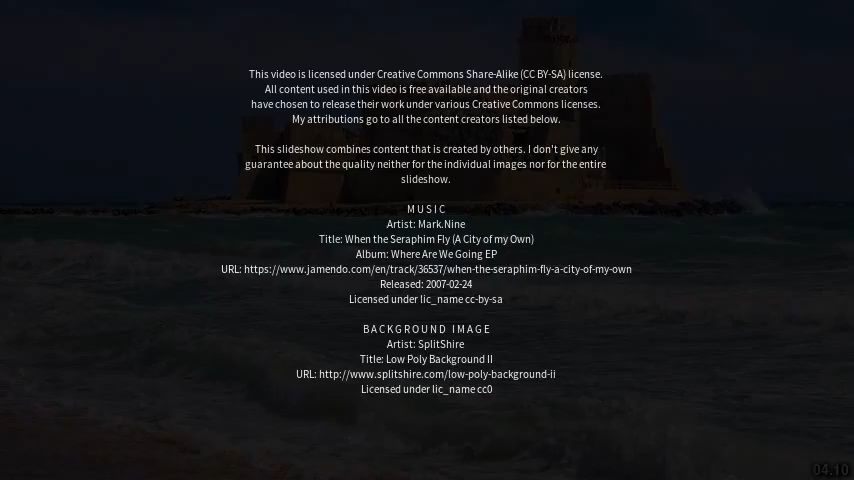 This video is licensed under Creative Commons Share-Alike (CC BY-SA) license.
All content used in this video is free available and the original creators
have chosen to release their work under various Creative Commons licenses.
My attributions go to all the content creators listed below.
This slideshow combines content that is created by others. I don't give any
guarantee about the quality neither for the individual images nor for the entire
slideshow.
MUSIC
Artist: Mark.Nine
Title: When the Seraphim Fly (A City of my Own)
Album: Where Are We Going EP
URL: https://www.jamendo.com/en/track/36537/when-the-seraphim-fly-a-city-of-my-own
Released: 2007-02-24
Licensed under lic_name cc-by-sa
BACKGROUND IMAGE
Artist: SplitShire
Title: Low Poly Background II
URL: http://www.splitshire.com/low-poly-background-ii
Licensed under lic_name cc0
04.10